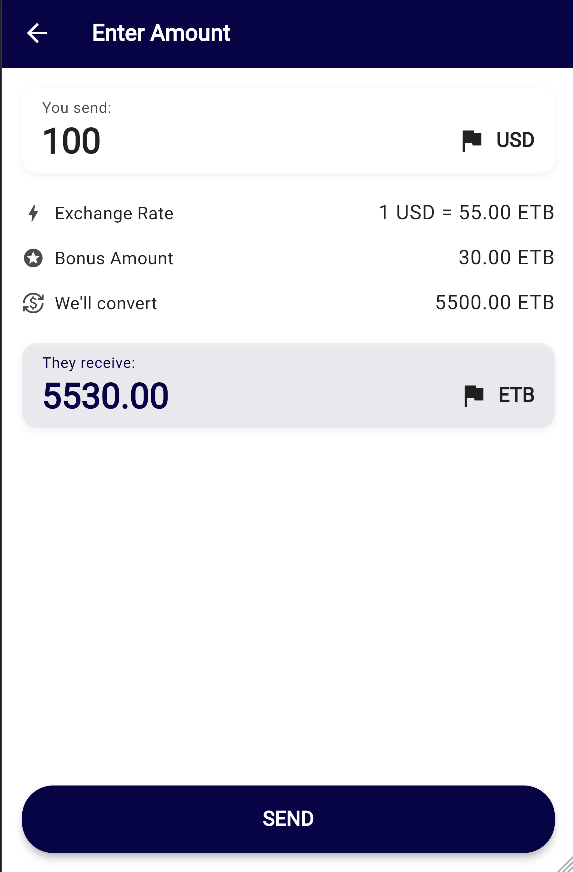 Enter Amount
You send:
100 USD
Exchange Rate 1 USD = 55.00 ETB
Bonus Amount 30.00 ETB
We'll convert 5500.00 ETB
They receive:
5530.00 ETB
SEND